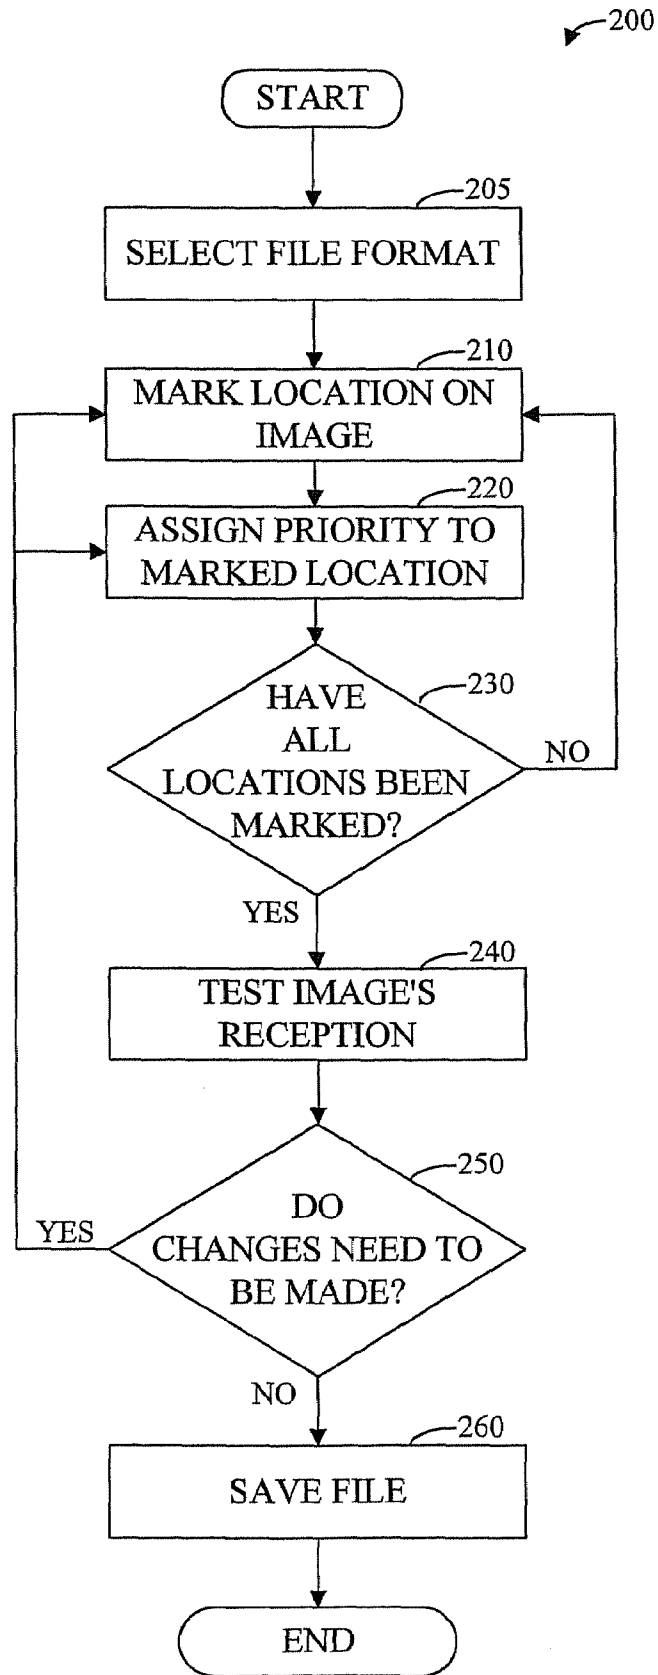 200
START
205
SELECT FILE FORMAT
210
MARK LOCATION ON
IMAGE
220
ASSIGN PRIORITY TO
MARKED LOCATION
230
HAVE
ALL
LOCATIONS BEEN
MARKED?
NO
YES
240
TEST IMAGE'S
RECEPTION
250
DO
CHANGES NEED TO
BE MADE?
YES
NO
260
SAVE FILE
END